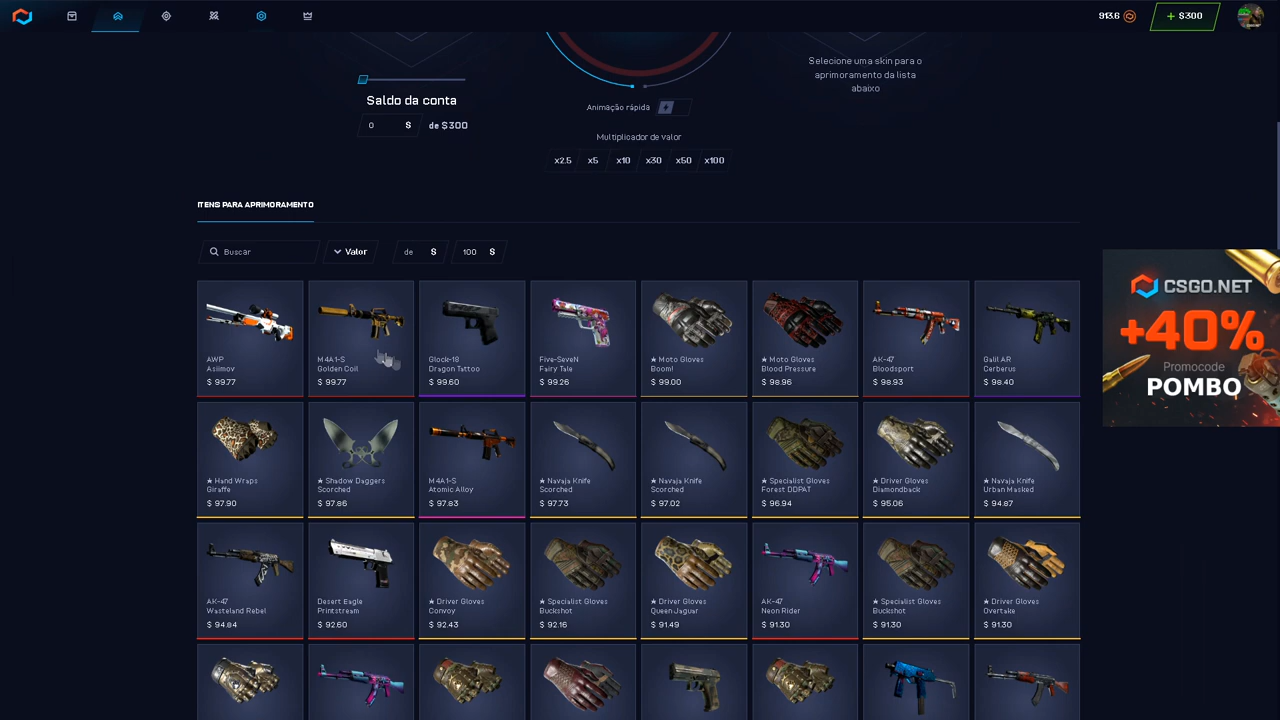 913.6
+ $300
Selecione uma skin para o
aprimoramento da lista
abaixo
Saldo da conta
0 $ de $300
Animação rápida
Multiplicador de valor
x2.5 x5 x10 x30 x50 x100
ITENS PARA APRIMORAMENTO
Buscar Valor de $ 100 $
CSGO.NET
+40%
Promocode
POMBO
AWP
Asiimov
$ 99.77
M4A1-S
Golden Coil
$ 99.77
Glock-18
Dragon Tattoo
$ 99.60
Five-SeveN
Fairy Tale
$ 99.26
★ Moto Gloves
Boom!
$ 99.00
★ Moto Gloves
Blood Pressure
$ 98.96
AK-47
Bloodsport
$ 98.93
Galil AR
Cerberus
$ 98.40
★ Hand Wraps
Giraffe
$ 97.90
★ Shadow Daggers
Scorched
$ 97.86
M4A1-S
Atomic Alloy
$ 97.83
★ Navaja Knife
Scorched
$ 97.73
★ Navaja Knife
Scorched
$ 97.02
★ Specialist Gloves
Forest DDPAT
$ 96.94
★ Driver Gloves
Diamondback
$ 95.06
★ Navaja Knife
Urban Masked
$ 94.87
AK-47
Wasteland Rebel
$ 94.84
Desert Eagle
Printstream
$ 92.60
★ Driver Gloves
Convoy
$ 92.43
★ Specialist Gloves
Buckshot
$ 92.16
★ Driver Gloves
Queen Jaguar
$ 91.49
AK-47
Neon Rider
$ 91.30
★ Specialist Gloves
Buckshot
$ 91.30
★ Driver Gloves
Overtake
$ 91.30